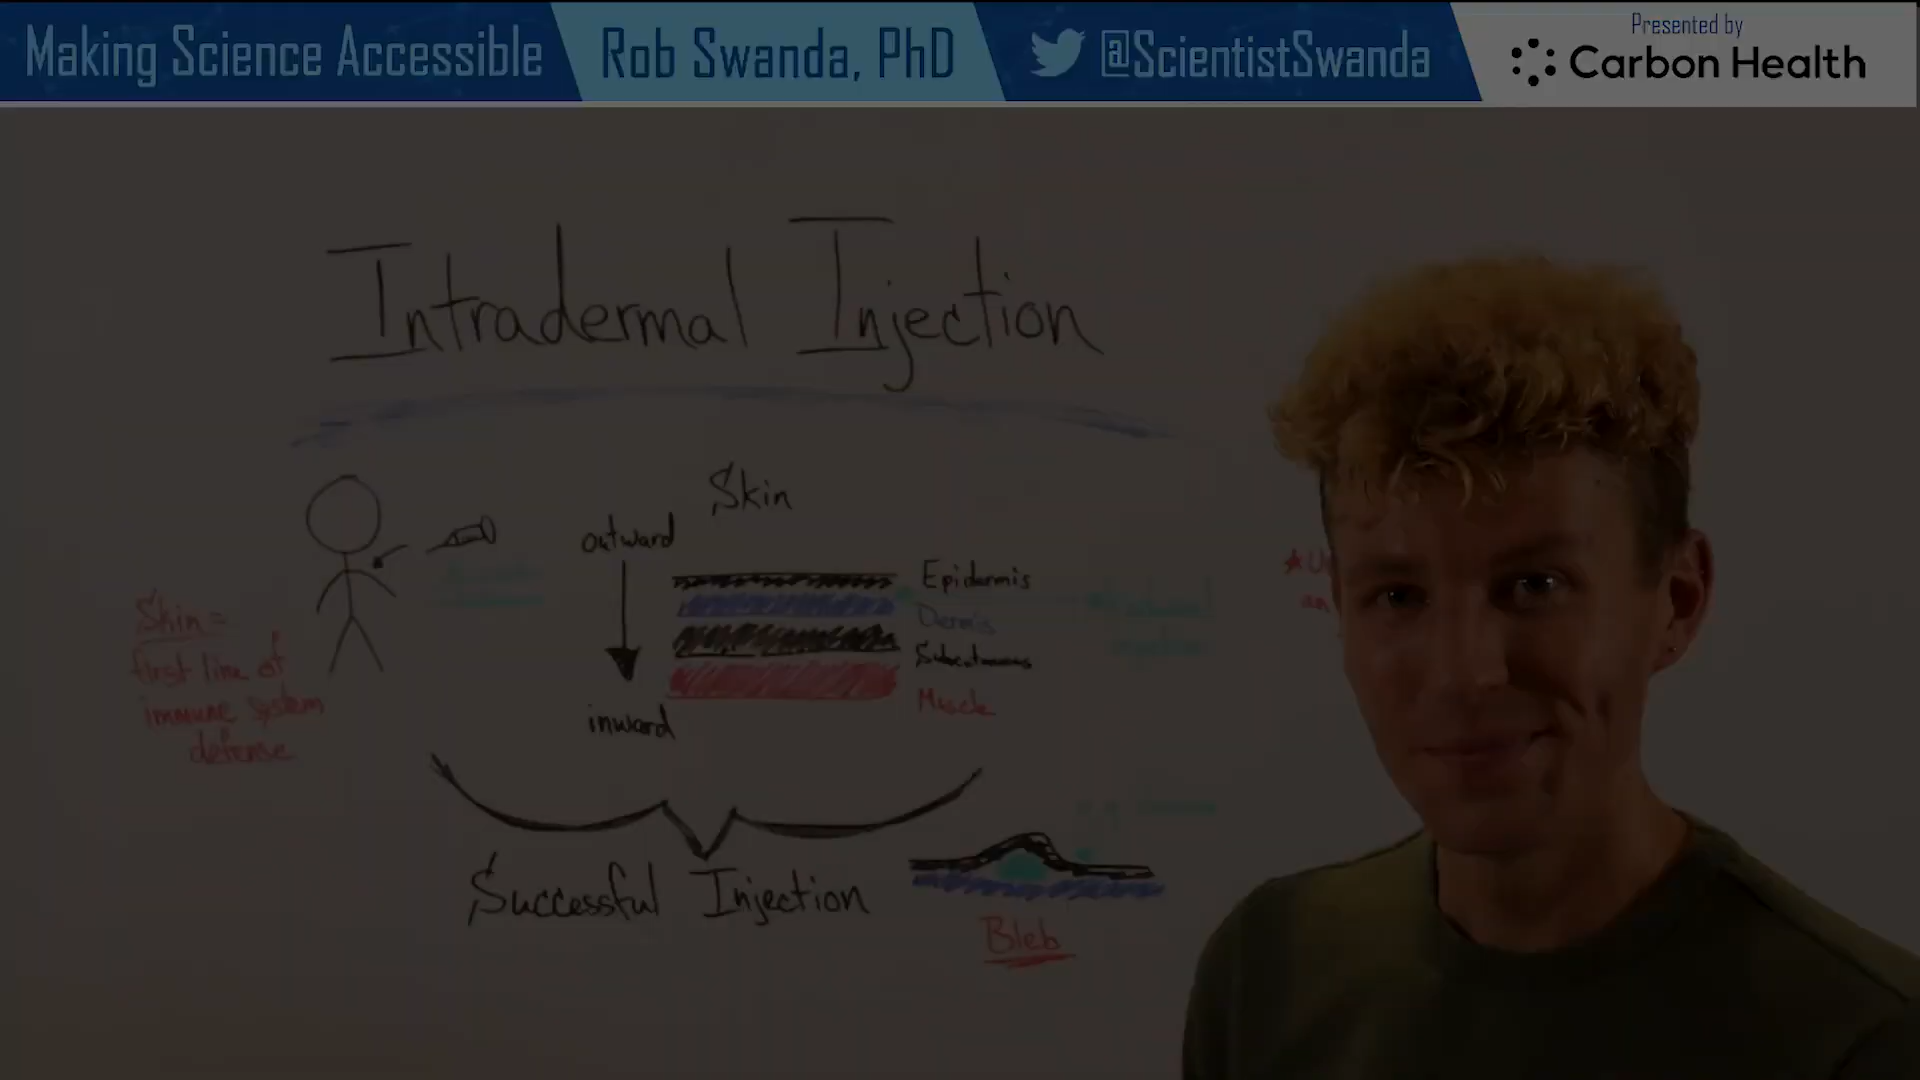 Making Science Accessible
Rob Swanda, PhD
@ScientistSwanda
Presented by
Carbon Health
Intradermal Injection
Skin
outward
inward
Epidermis
Dermis
Subcutaneous
Muscle
Skin =
first line of
immune system
defense
Successful Injection
Bleb